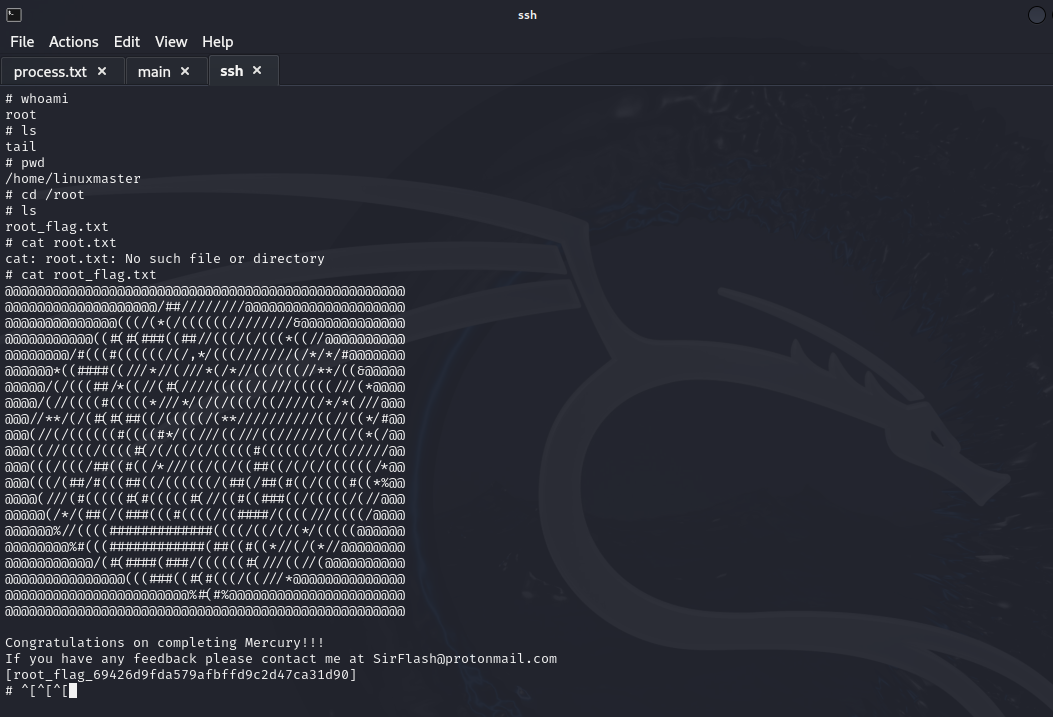 ssh
File Actions Edit View Help
process.txt × main × ssh ×
# whoami
root
# ls
tail
# pwd
/home/linuxmaster
# cd /root
# ls
root_flag.txt
# cat root.txt
cat: root.txt: No such file or directory
# cat root_flag.txt
Congratulations on completing Mercury!!!
If you have any feedback please contact me at SirFlash@protonmail.com
[root_flag_69426d9fda579afbffd9c2d47ca31d90]
# ^[^[^[